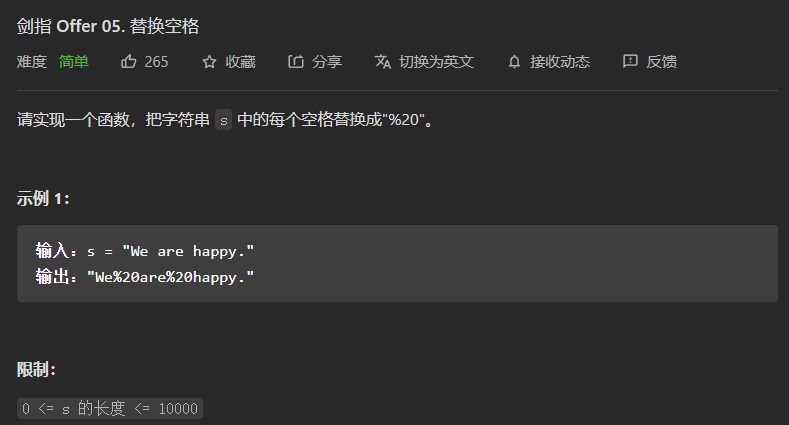 剑指 Offer 05. 替换空格
难度 简单 265 收藏 分享 切换为英文 接收动态 反馈
请实现一个函数，把字符串 s 中的每个空格替换成"%20"。
示例 1：
输入：s = "We are happy."
输出："We%20are%20happy."
限制：
0 <= s 的长度 <= 10000